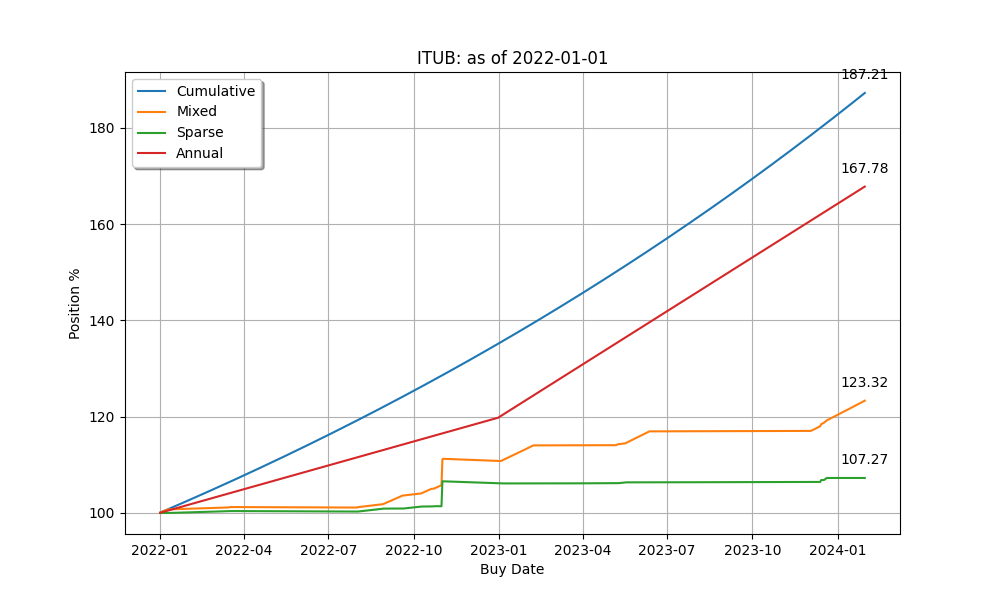 ITUB: as of 2022-01-01
187.21
Cumulative
Mixed
Sparse
Annual
180
167.78
160
Position %
140
123.32
120
107.27
100
2022-01 2022-04 2022-07 2022-10 2023-01 2023-04 2023-07 2023-10 2024-01
Buy Date